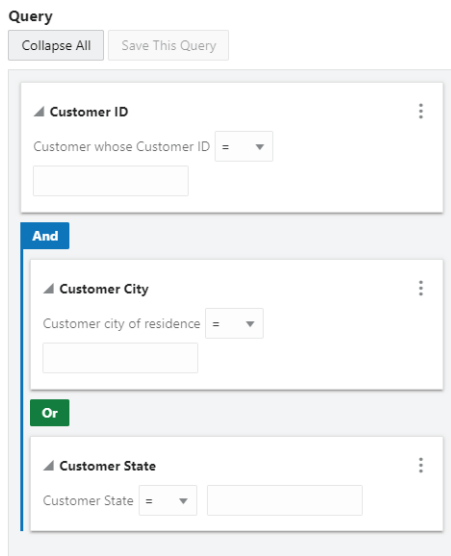 Query
Collapse All Save This Query
Customer ID
Customer whose Customer ID =
And
Customer City
Customer city of residence =
Or
Customer State
Customer State =